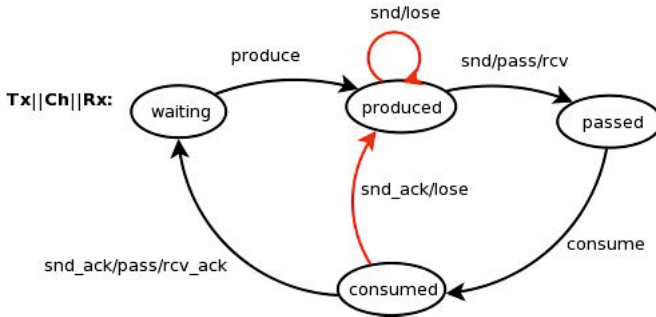 snd/lose
produce
snd/pass/rcv
Tx||Ch||Rx:
waiting
produced
passed
snd_ack/lose
consume
snd_ack/pass/rcv_ack
consumed